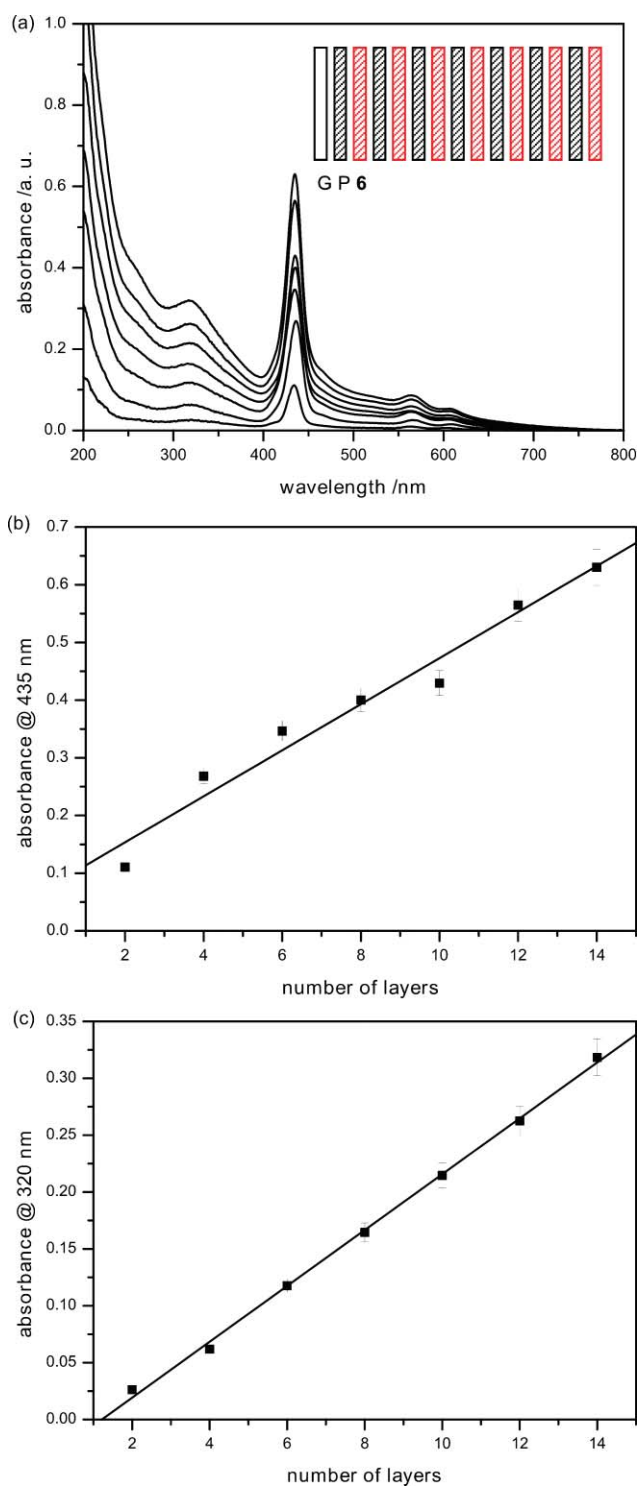 (a)
1.0
0.8
0.6
0.4
0.2
0.0
absorbance /a. u.
G P 6
200 300 400 500 600 700 800
wavelength /nm
(b)
0.7
0.6
0.5
0.4
0.3
0.2
0.1
0.0
absorbance @ 435 nm
2 4 6 8 10 12 14
number of layers
(c)
0.35
0.30
0.25
0.20
0.15
0.10
0.05
0.00
absorbance @ 320 nm
2 4 6 8 10 12 14
number of layers